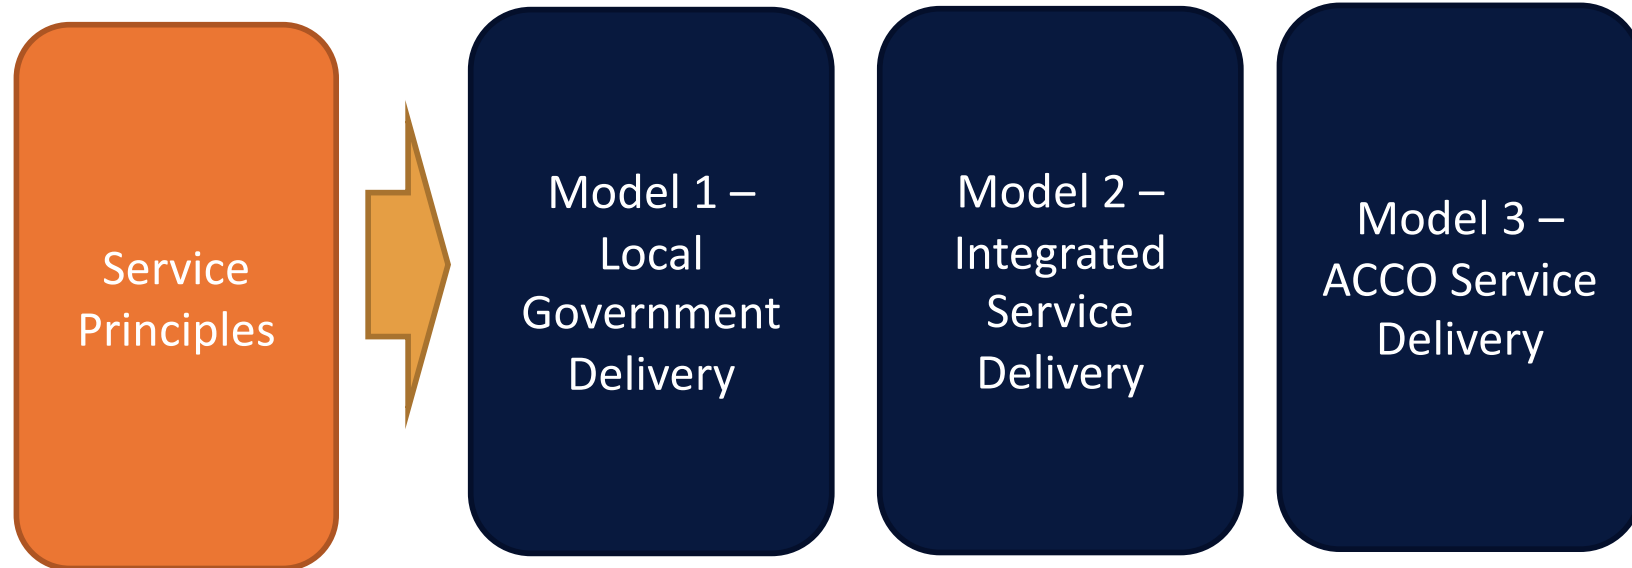 Service
Principles
Model 1 –
Local
Government
Delivery
Model 2 –
Integrated
Service
Delivery
Model 3 –
ACCO Service
Delivery